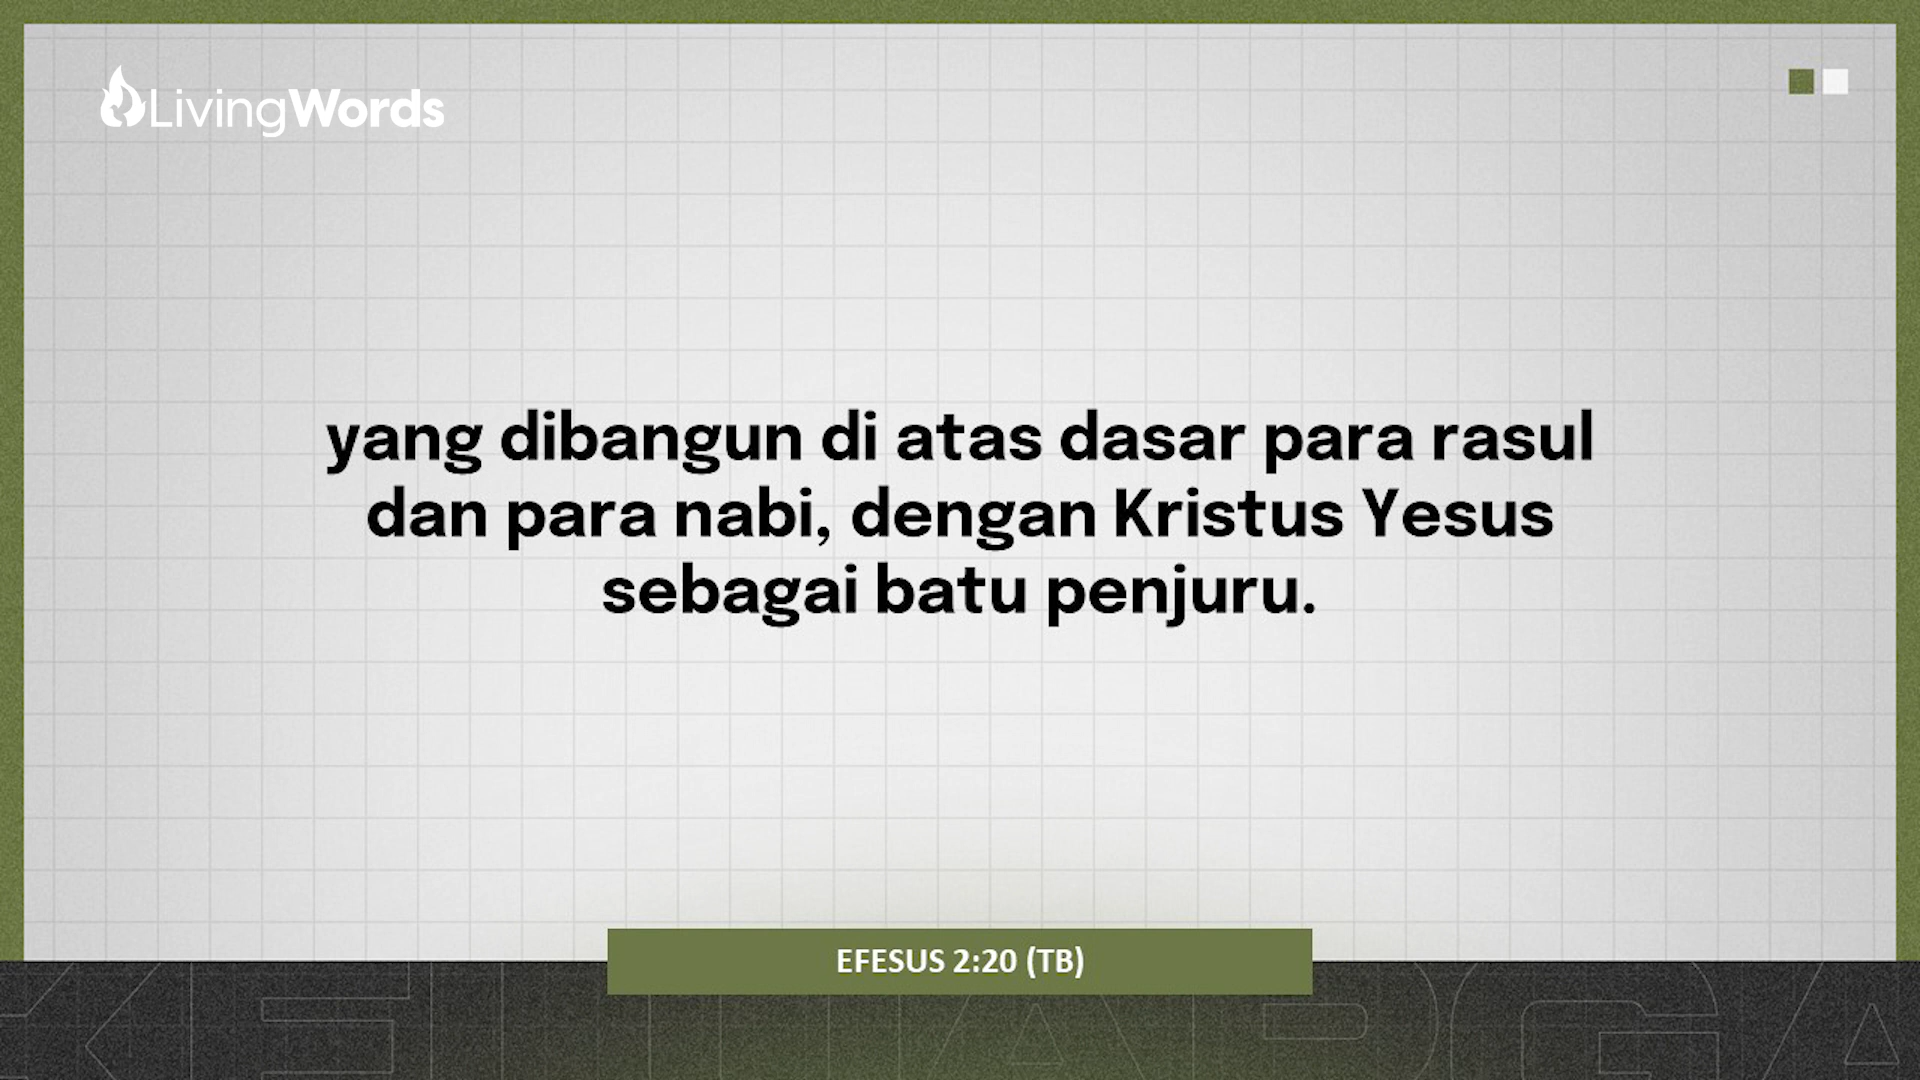 LivingWords
yang dibangun di atas dasar para rasul
dan para nabi, dengan Kristus Yesus
sebagai batu penjuru.
EFESUS 2:20 (TB)
KELUARGA